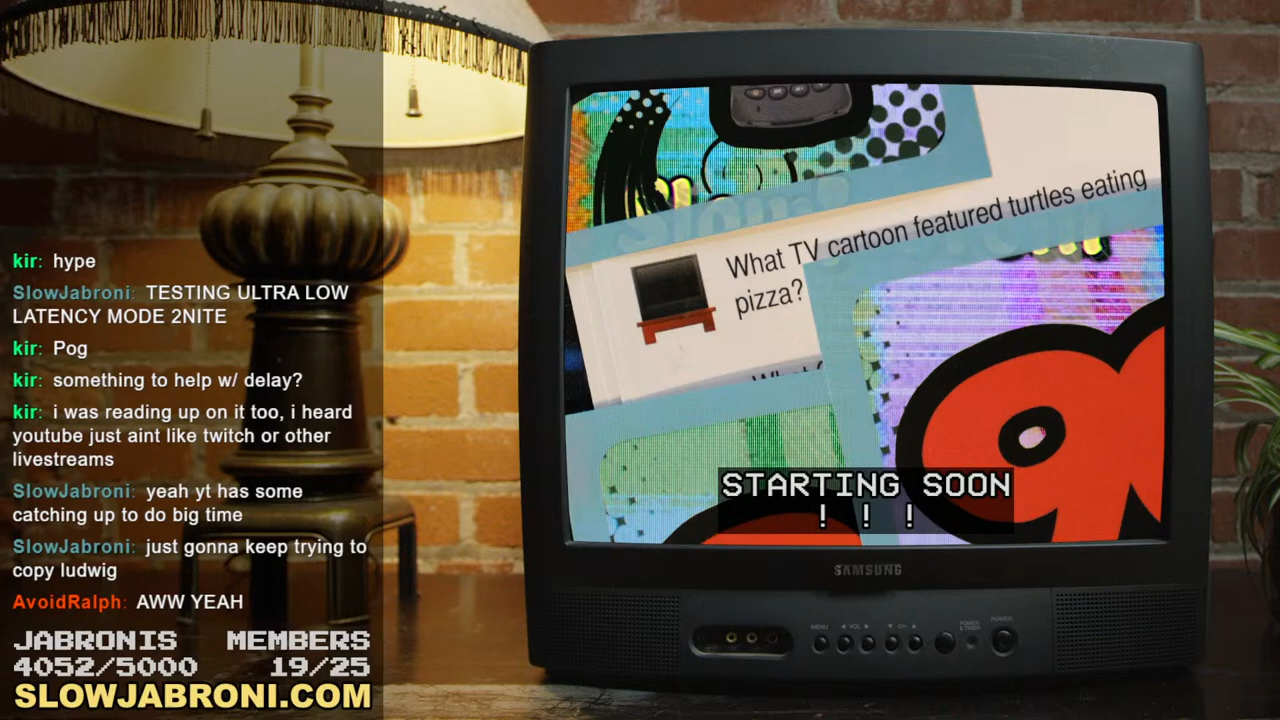 kir: hype
SlowJabroni: TESTING ULTRA LOW
LATENCY MODE 2NITE
kir: Pog
kir: something to help w/ delay?
kir: i was reading up on it too, i heard
youtube just aint like twitch or other
livestreams
SlowJabroni: yeah yt has some
catching up to do big time
SlowJabroni: just gonna keep trying to
copy ludwig
AvoidRalph: AWW YEAH
JABRONIS MEMBERS
4052/5000 19/25
SLOWJABRONI.COM
What TV cartoon featured turtles eating
pizza?
STARTING SOON
! ! !
SAMSUNG
MENU ◀ VOL ▶ ▼ CH ▲
POWER